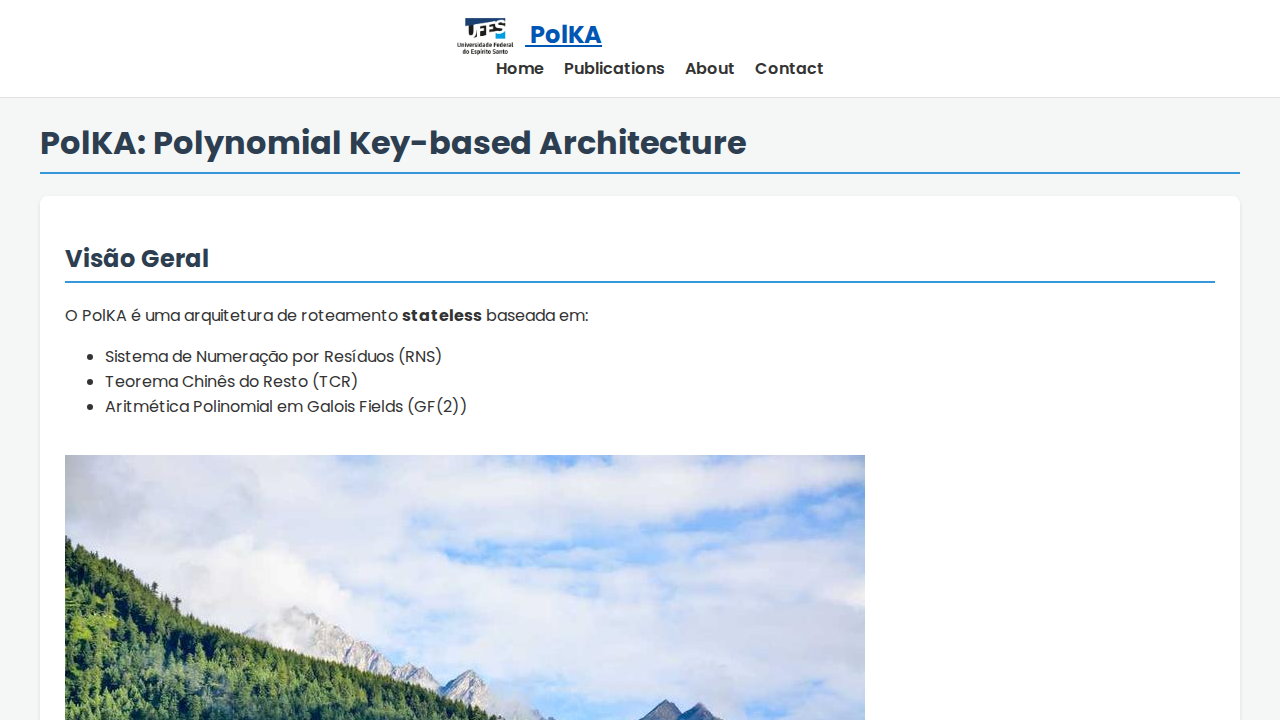 UFES
Universidade Federal
do Espírito Santo
PolKA
Home Publications About Contact
PolKA: Polynomial Key-based Architecture
Visão Geral
O PolKA é uma arquitetura de roteamento stateless baseada em:
Sistema de Numeração por Resíduos (RNS)
Teorema Chinês do Resto (TCR)
Aritmética Polinomial em Galois Fields (GF(2))